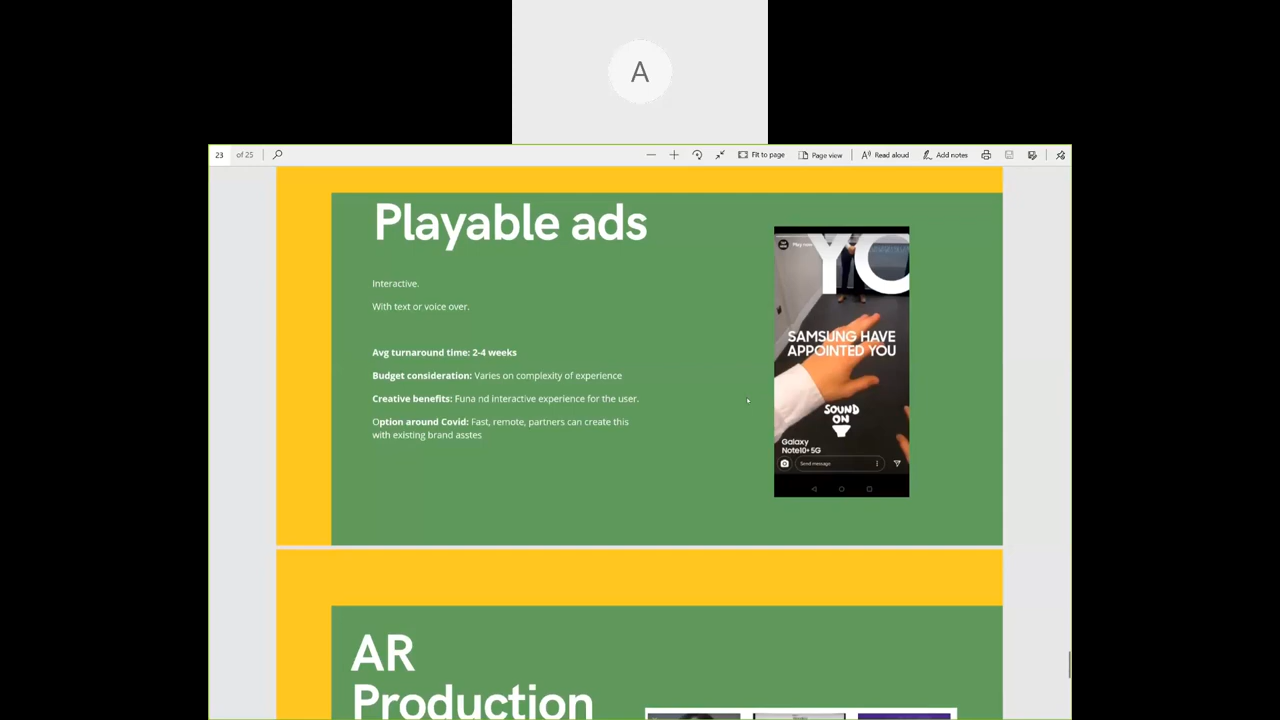 A
23 of 25
Fit to page
Page view
Read aloud
Add notes
Playable ads
Interactive.
With text or voice over.
Avg turnaround time: 2-4 weeks
Budget consideration: Varies on complexity of experience
Creative benefits: Funa nd interactive experience for the user.
Option around Covid: Fast, remote, partners can create this
with existing brand asstes
YO
SAMSUNG HAVE
APPOINTED YOU
SOUND
ON
Galaxy
Note10+ 5G
Send message
AR
Production